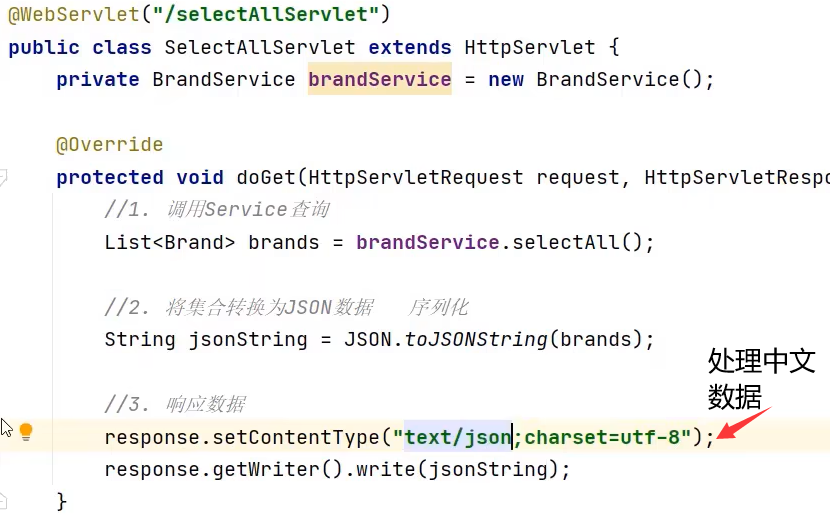 @WebServlet("/selectAllServlet")
public class SelectAllServlet extends HttpServlet {
private BrandService brandService = new BrandService();
@Override
protected void doGet(HttpServletRequest request, HttpServletRespo
//1. 调用Service查询
List<Brand> brands = brandService.selectAll();
//2. 将集合转换为JSON数据 序列化
String jsonString = JSON.toJSONString(brands);
处理中文
数据
//3. 响应数据
response.setContentType("text/json;charset=utf-8");
response.getWriter().write(jsonString);
}